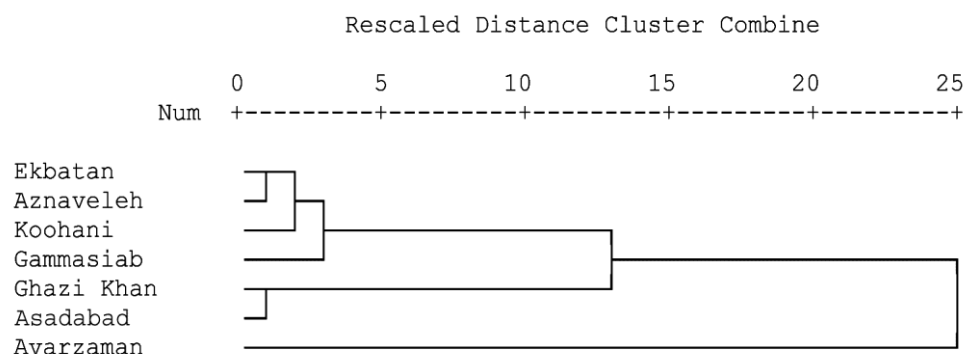 Rescaled Distance Cluster Combine
0 5 10 15 20 25
Num +---------+---------+---------+---------+---------+
Ekbatan
Aznaveleh
Koohani
Gammasiab
Ghazi Khan
Asadabad
Avarzaman